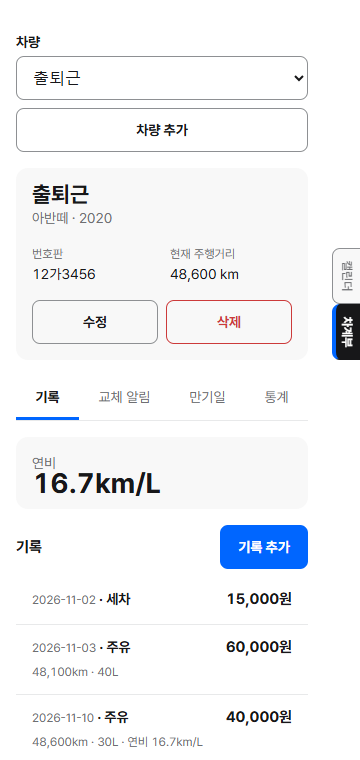 차량
출퇴근
차량 추가
출퇴근
아반떼 · 2020
번호판
현재 주행거리
12가3456
48,600 km
수정
삭제
캘린더
차계부
기록
교체 알림
만기일
통계
연비
16.7km/L
기록
기록 추가
2026-11-02 · 세차
15,000원
2026-11-03 · 주유
60,000원
48,100km · 40L
2026-11-10 · 주유
40,000원
48,600km · 30L · 연비 16.7km/L